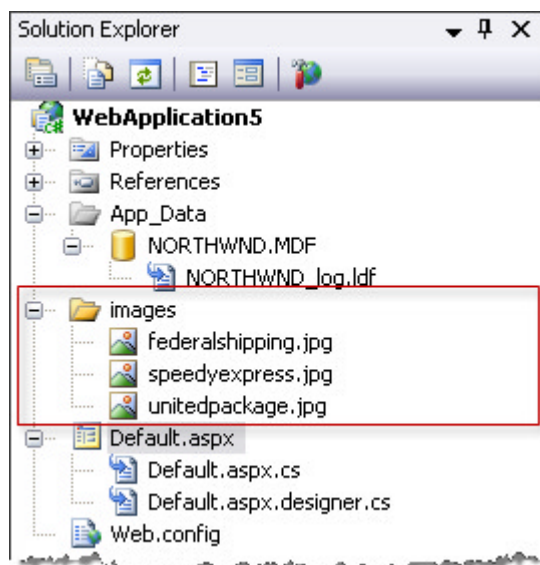 Solution Explorer
WebApplication5
Properties
References
App_Data
NORTHWND.MDF
NORTHWND_log.ldf
images
federalshipping.jpg
speedyexpress.jpg
unitedpackage.jpg
Default.aspx
Default.aspx.cs
Default.aspx.designer.cs
Web.config